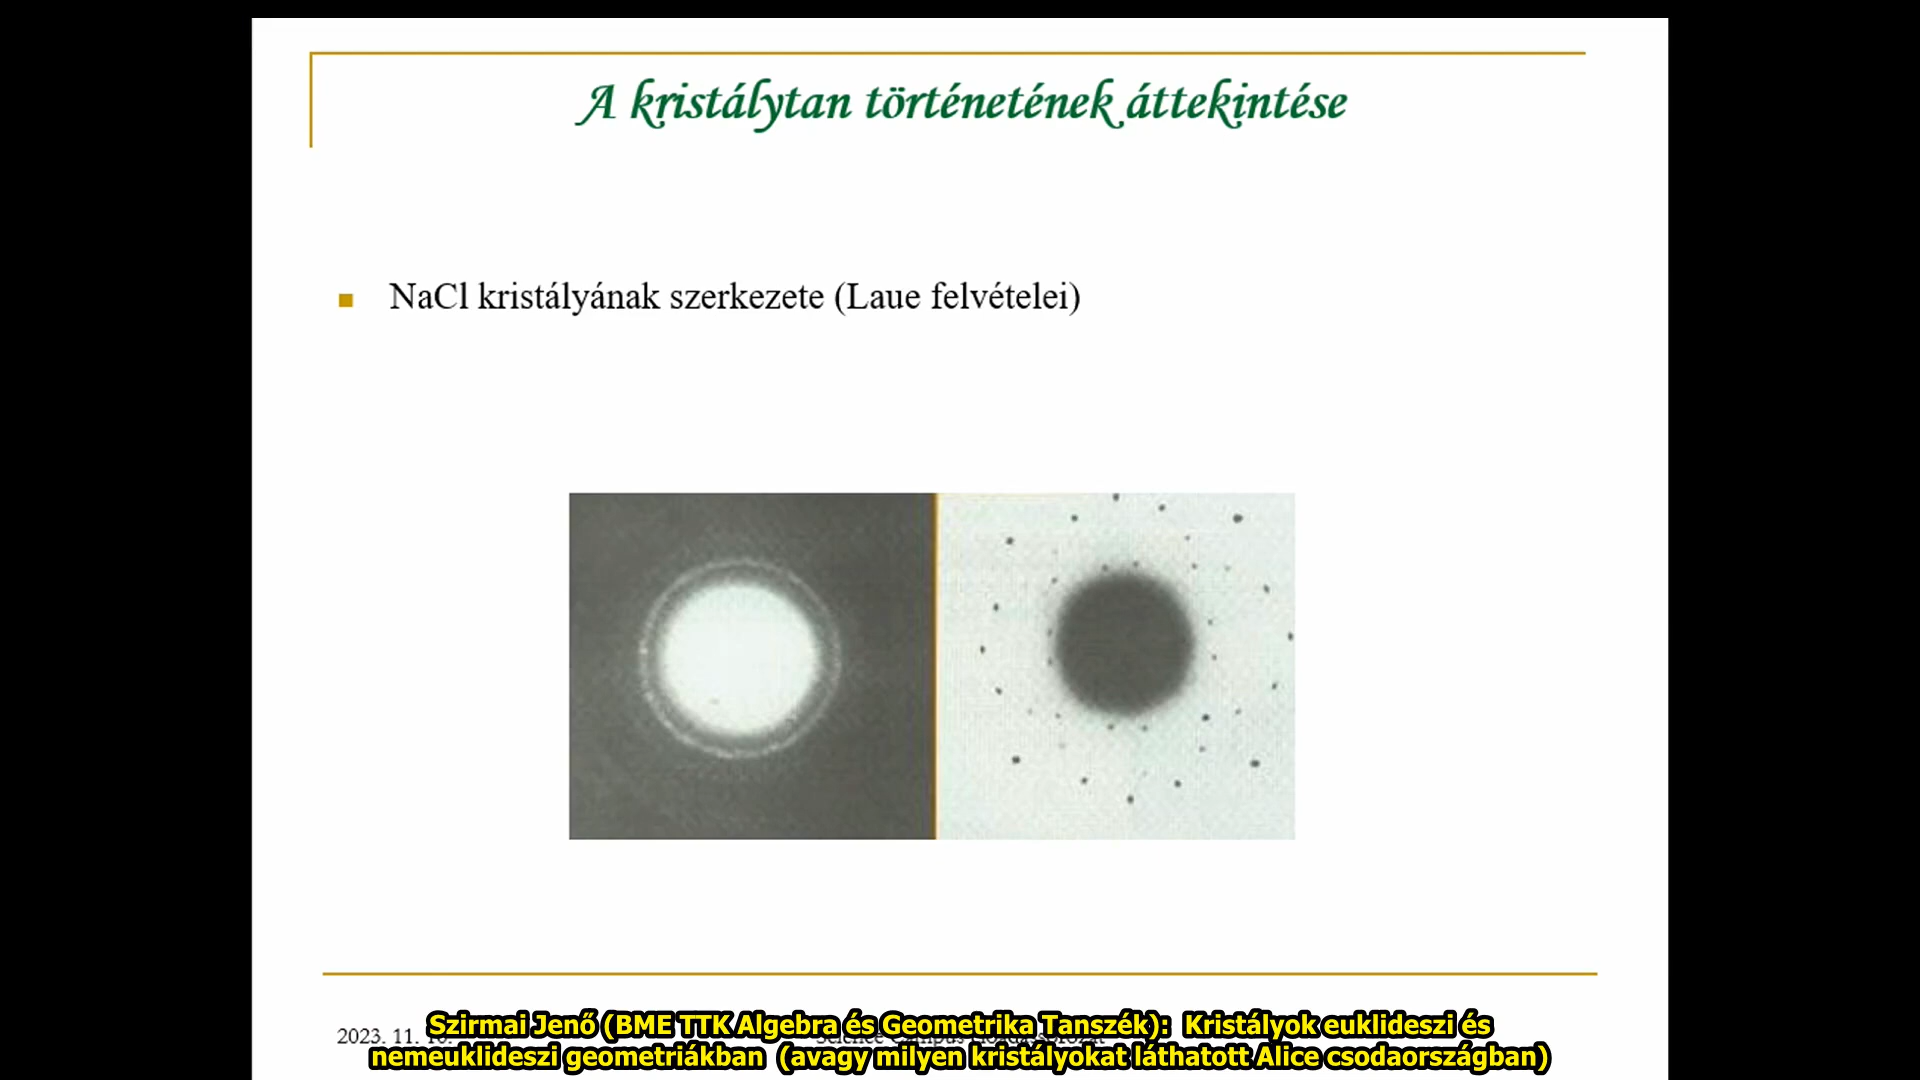 A kristálytan történetének áttekintése
NaCl kristályának szerkezete (Laue felvételei)
2023. 11.
Szirmai Jenő (BME TTK Algebra és Geometrika Tanszék): Kristályok euklideszi és
nemeuklideszi geometriákban (avagy milyen kristályokat láthatott Alice csodaországban)